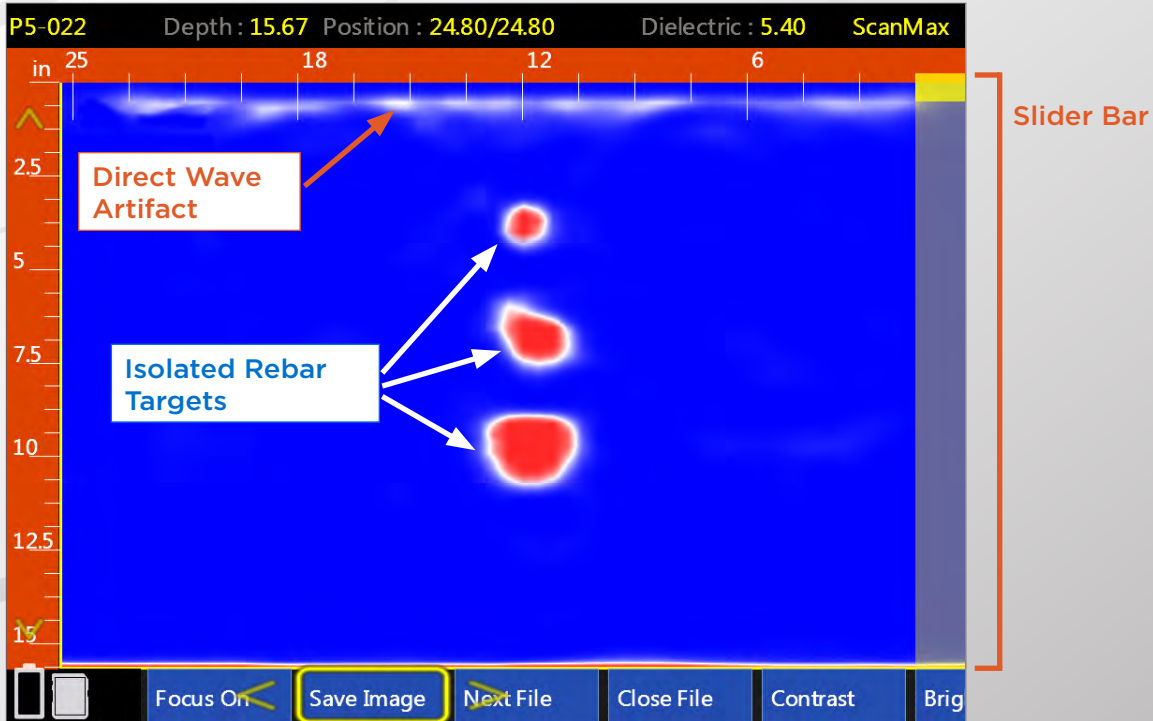 P5-022 Depth : 15.67 Position : 24.80/24.80 Dielectric : 5.40 ScanMax
in 25 18 12 6
Slider Bar
2.5
Direct Wave
Artifact
5
7.5
Isolated Rebar
Targets
10
12.5
15
Focus On Save Image Next File Close File Contrast Brig